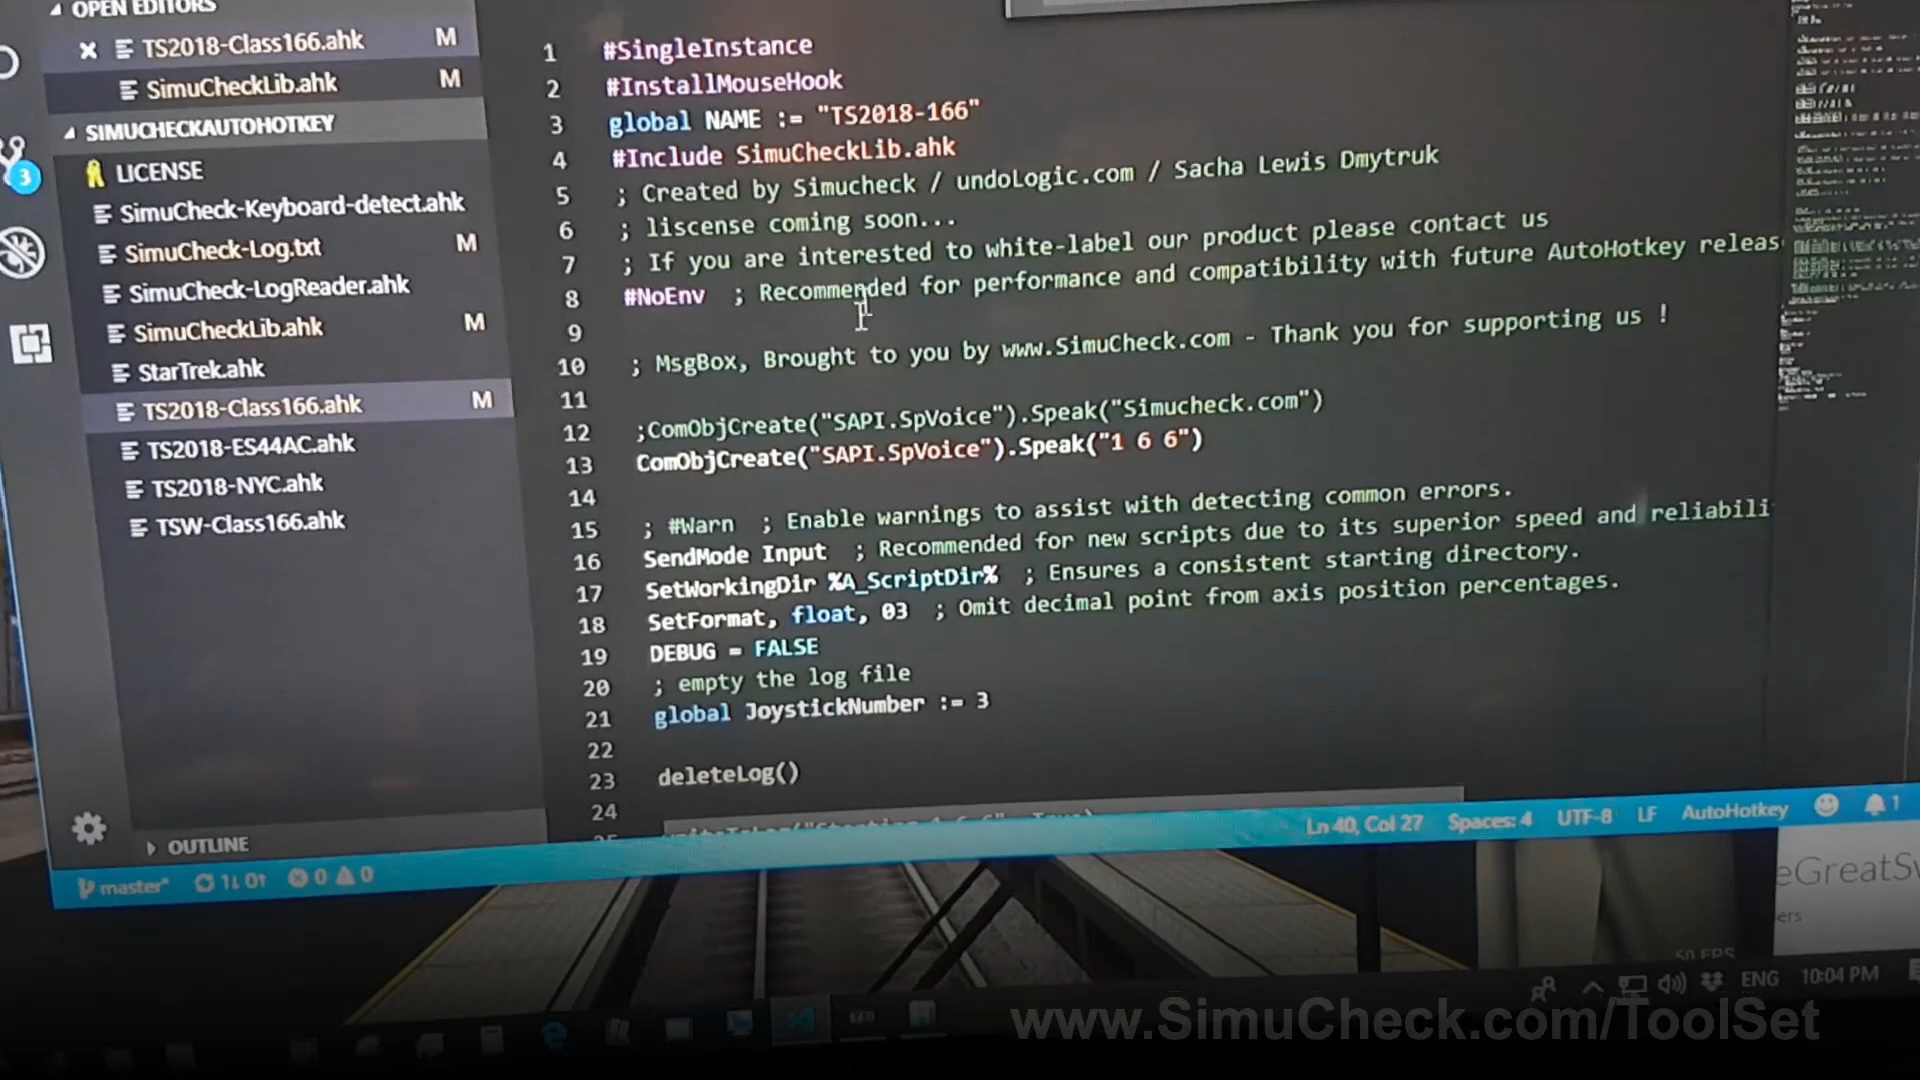 OPEN EDITORS
TS2018-Class166.ahk M
SimuCheckLib.ahk M
SIMUCHECKAUTOHOTKEY
LICENSE
SimuCheck-Keyboard-detect.ahk
SimuCheck-Log.txt M
SimuCheck-LogReader.ahk
SimuCheckLib.ahk M
StarTrek.ahk
TS2018-Class166.ahk M
TS2018-ES44AC.ahk
TS2018-NYC.ahk
TSW-Class166.ahk
3
OUTLINE
1 #SingleInstance
2 #InstallMouseHook
3 global NAME := "TS2018-166"
4 #Include SimuCheckLib.ahk
5 ; Created by Simucheck / undoLogic.com / Sacha Lewis Dmytruk
6 ; liscense coming soon...
7 ; If you are interested to white-label our product please contact us
8 #NoEnv ; Recommended for performance and compatibility with future AutoHotkey releas
9
10 ; MsgBox, Brought to you by www.SimuCheck.com - Thank you for supporting us !
11
12 ;ComObjCreate("SAPI.SpVoice").Speak("Simucheck.com")
13 ComObjCreate("SAPI.SpVoice").Speak("1 6 6")
14
15 ; #Warn ; Enable warnings to assist with detecting common errors.
16 SendMode Input ; Recommended for new scripts due to its superior speed and reliabili
17 SetWorkingDir %A_ScriptDir% ; Ensures a consistent starting directory.
18 SetFormat, float, 03 ; Omit decimal point from axis position percentages.
19 DEBUG = FALSE
20 ; empty the log file
21 global JoystickNumber := 3
22
23 deleteLog()
24
master* 1↓ 0↑ 0 0
Ln 40, Col 27 Spaces: 4 UTF-8 LF AutoHotkey 1
eGreatSw
ers
50 FPS
ENG 10:04 PM
www.SimuCheck.com/ToolSet